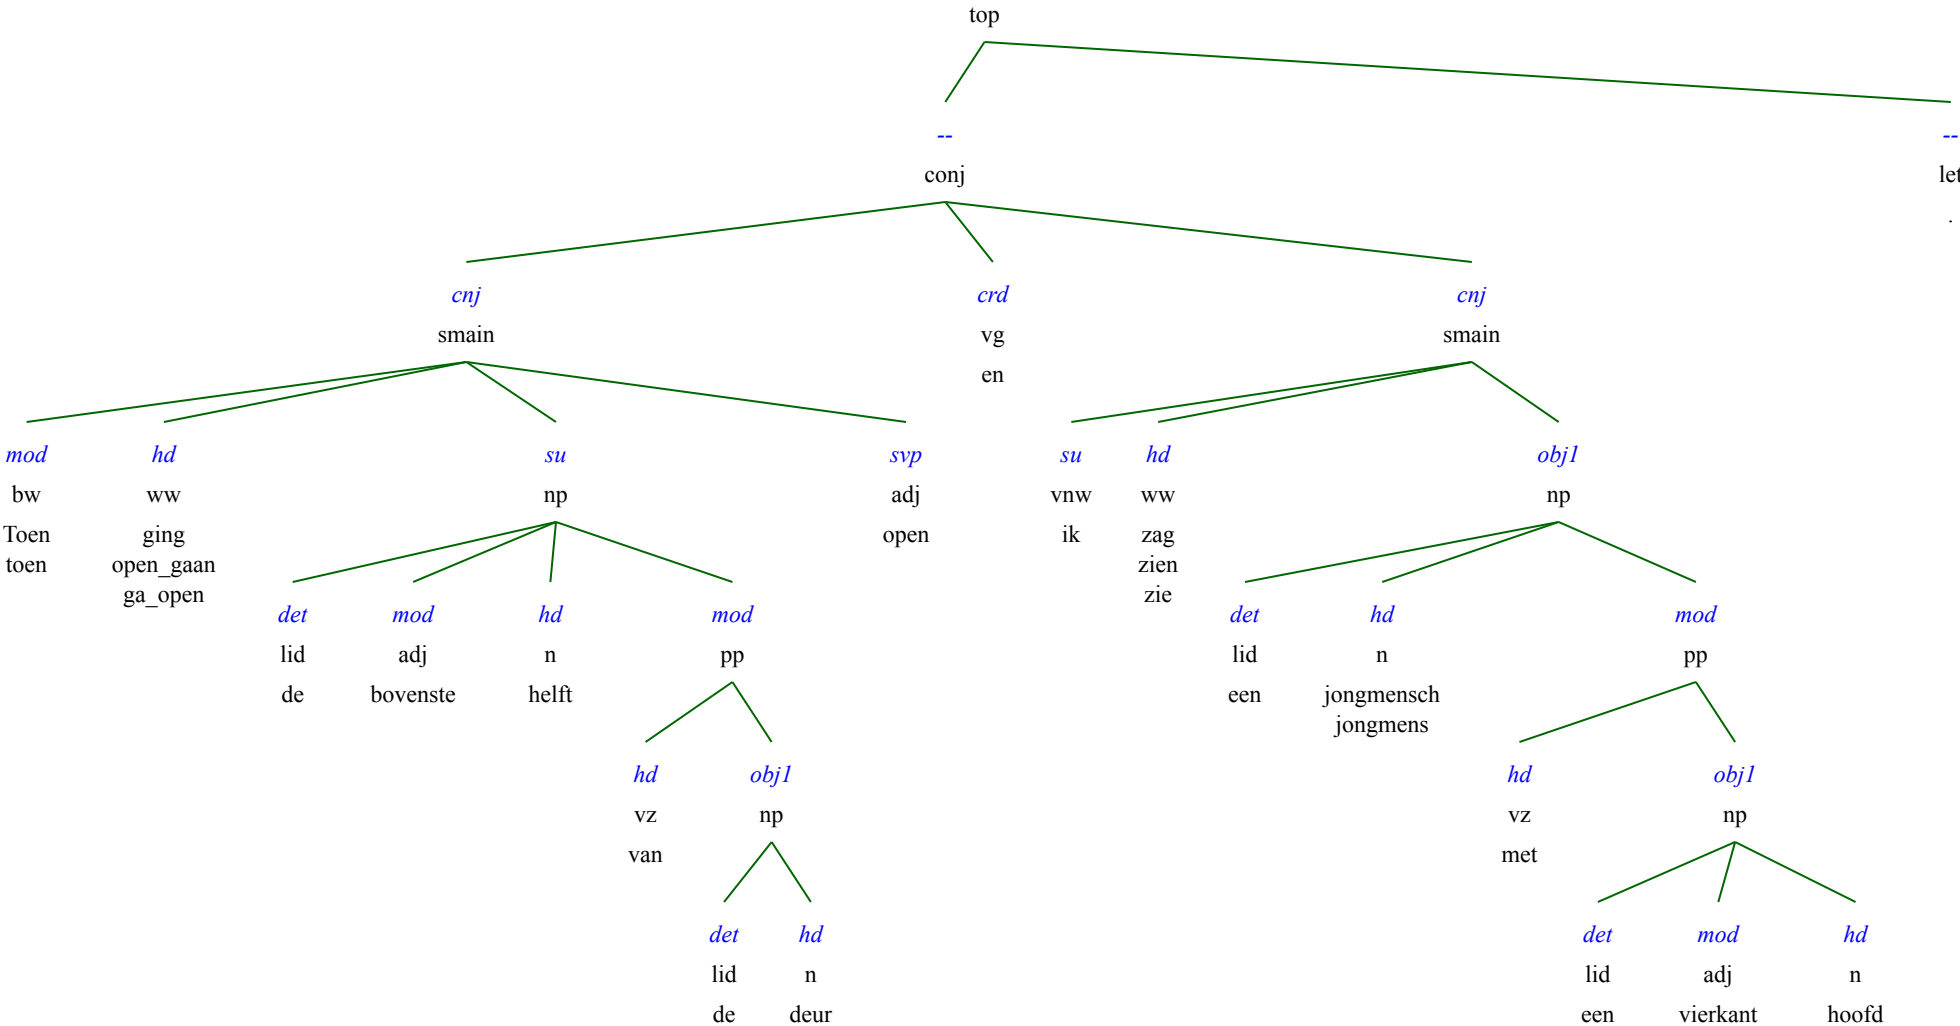 top
-- --
conj let
.
cnj crd cnj
smain vg smain
en
mod hd su svp su hd obj1
bw ww np adj vnw ww np
Toen ging open ik zag
toen open_gaan zien
ga_open zie
det mod hd mod det hd mod
lid adj n pp lid n pp
de bovenste helft een jongmensch
jongmens
hd obj1 hd obj1
vz np vz np
van met
det hd det mod hd
lid n lid adj n
de deur een vierkant hoofd